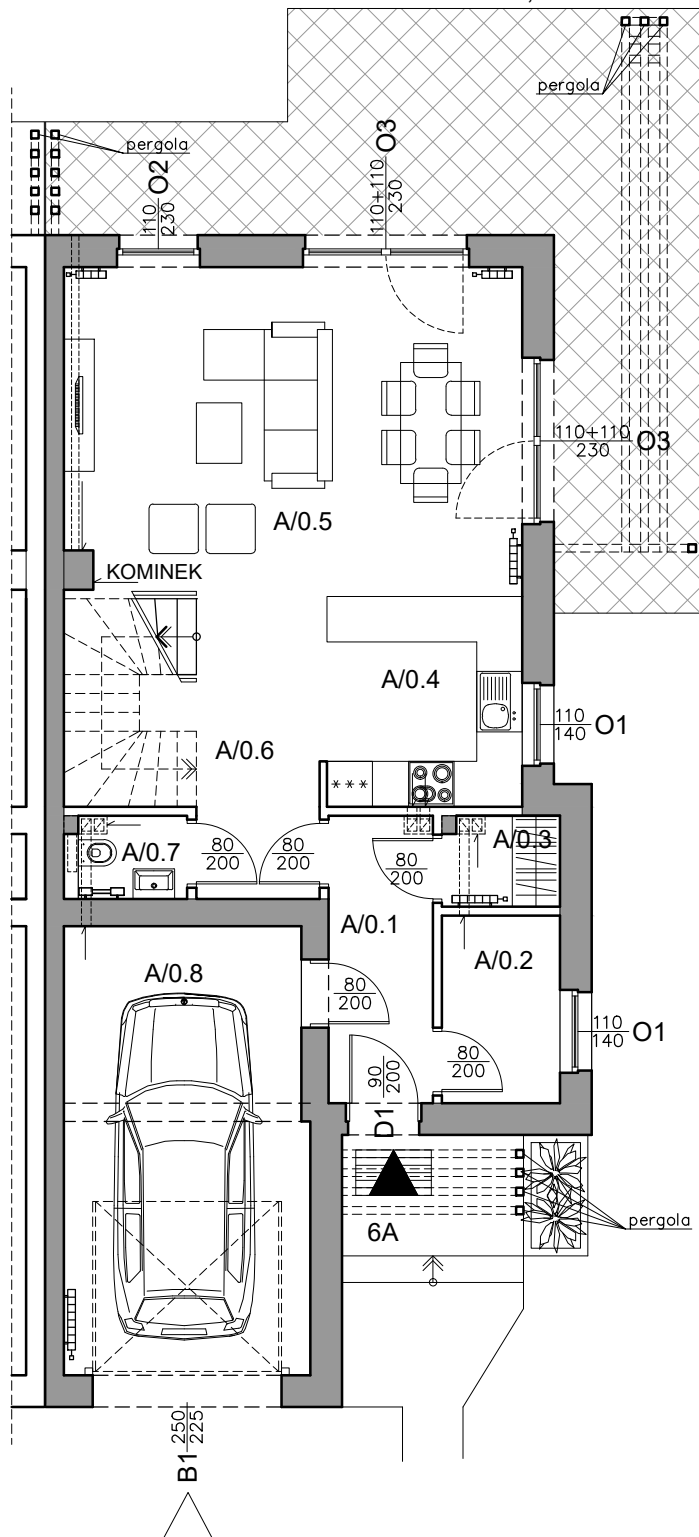 pergola
pergola
O2
110
230
O3
110+110
230
110+110
230
O3
A/0.5
KOMINEK
A/0.4
110
140
O1
A/0.6
***
A/0.7
80
200
80
200
80
200
A/0.3
A/0.1
A/0.2
A/0.8
80
200
110
140
O1
80
200
90
200
D1
6A
pergola
B1
250
225